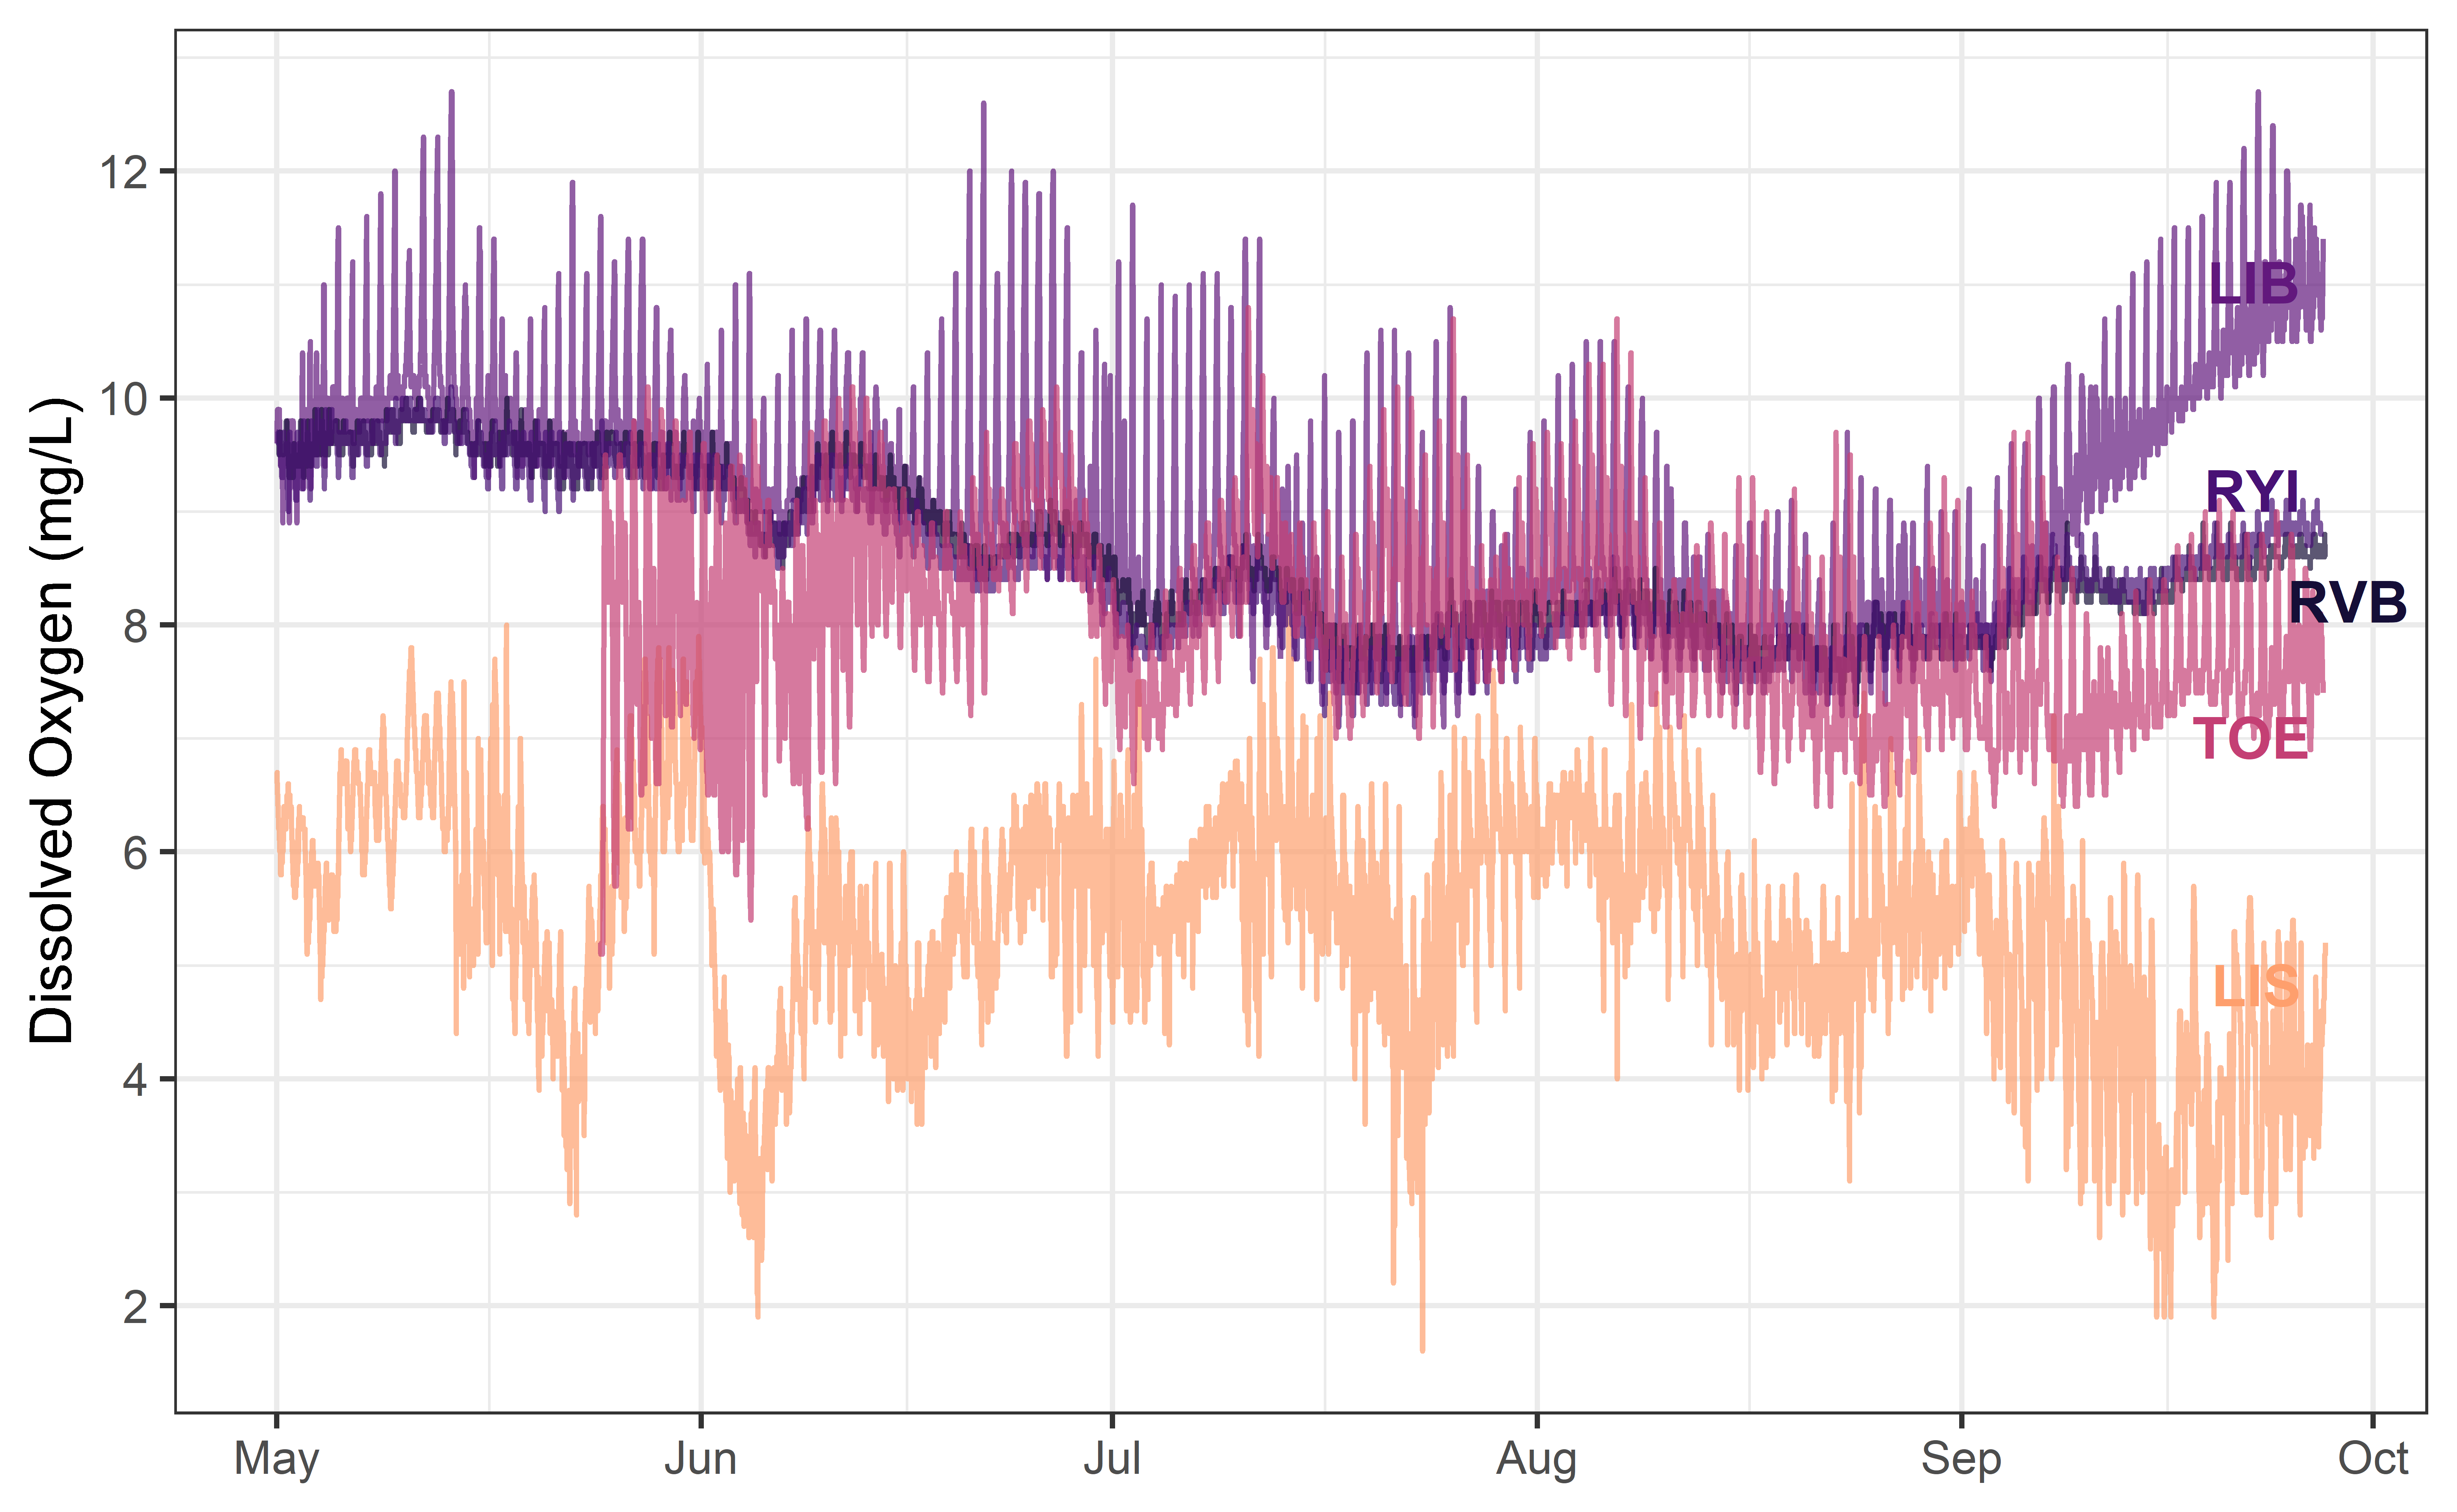 Dissolved Oxygen (mg/L)
12
10
8
6
4
2
LIB
RYI
RVB
TOE
LIS
May Jun Jul Aug Sep Oct